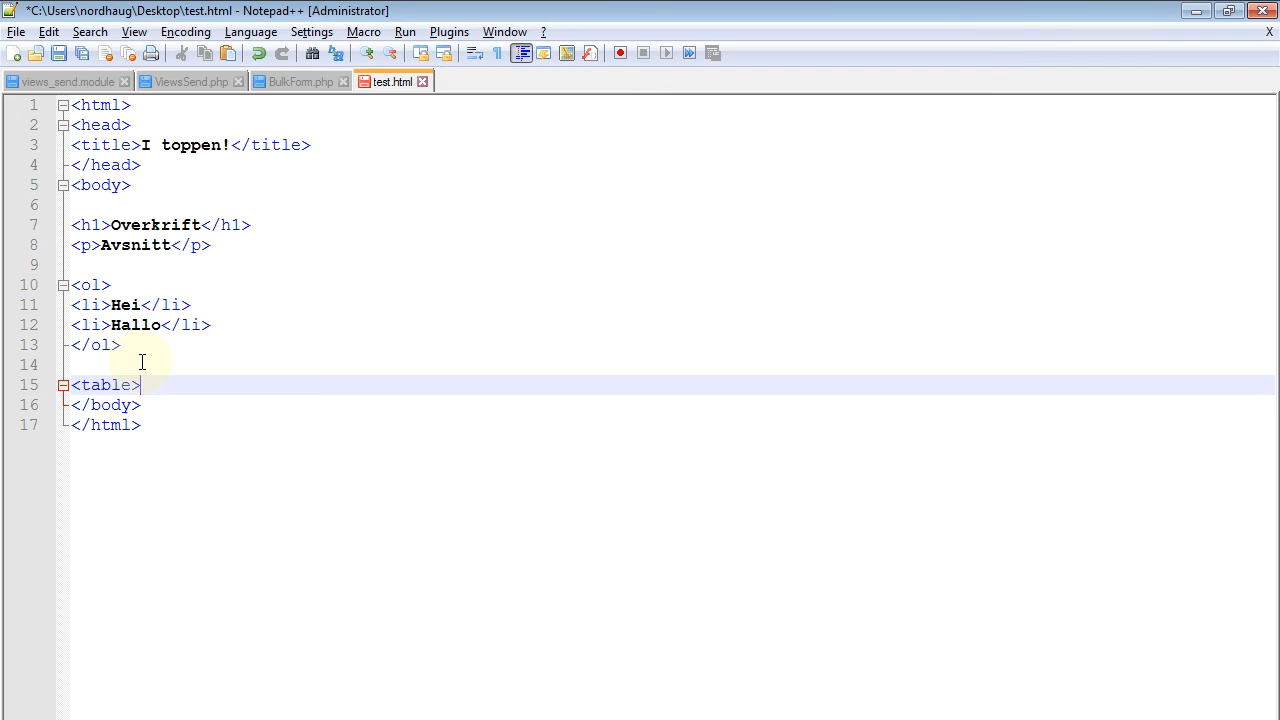 *C:\Users\nordhaug\Desktop\test.html - Notepad++ [Administrator]
File Edit Search View Encoding Language Settings Macro Run Plugins Window ? X
views_send.module ViewsSend.php BulkForm.php test.html
1 <html>
2 <head>
3 <title>I toppen!</title>
4 </head>
5 <body>
6
7 <h1>Overkrift</h1>
8 <p>Avsnitt</p>
9
10 <ol>
11 <li>Hei</li>
12 <li>Hallo</li>
13 </ol>
14
15 <table>
16 </body>
17 </html>